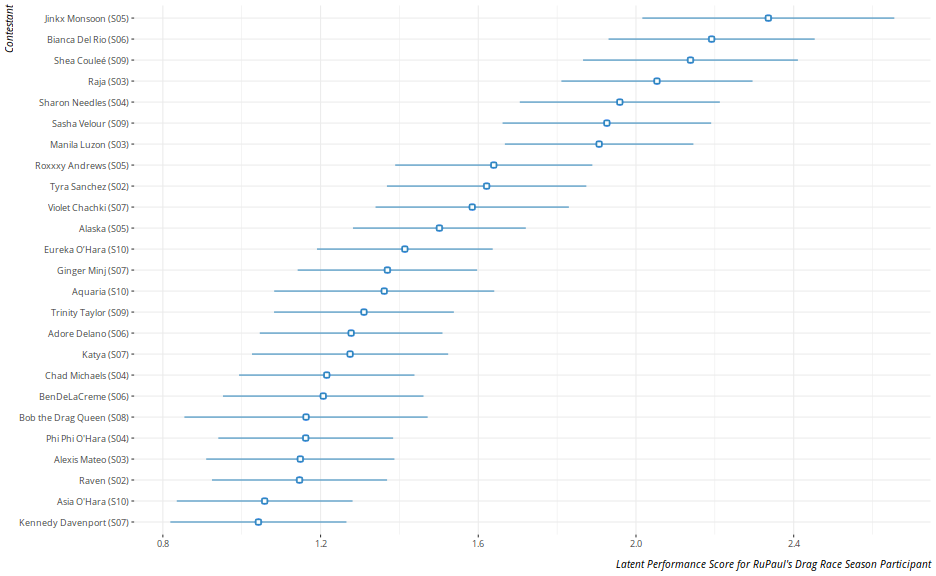 Contestant
Jinkx Monsoon (S05)
Bianca Del Rio (S06)
Shea Couleé (S09)
Raja (S03)
Sharon Needles (S04)
Sasha Velour (S09)
Manila Luzon (S03)
Roxxxy Andrews (S05)
Tyra Sanchez (S02)
Violet Chachki (S07)
Alaska (S05)
Eureka O'Hara (S10)
Ginger Minj (S07)
Aquaria (S10)
Trinity Taylor (S09)
Adore Delano (S06)
Katya (S07)
Chad Michaels (S04)
BenDeLaCreme (S06)
Bob the Drag Queen (S08)
Phi Phi O'Hara (S04)
Alexis Mateo (S03)
Raven (S02)
Asia O'Hara (S10)
Kennedy Davenport (S07)
0.8 1.2 1.6 2.0 2.4
Latent Performance Score for RuPaul's Drag Race Season Participant